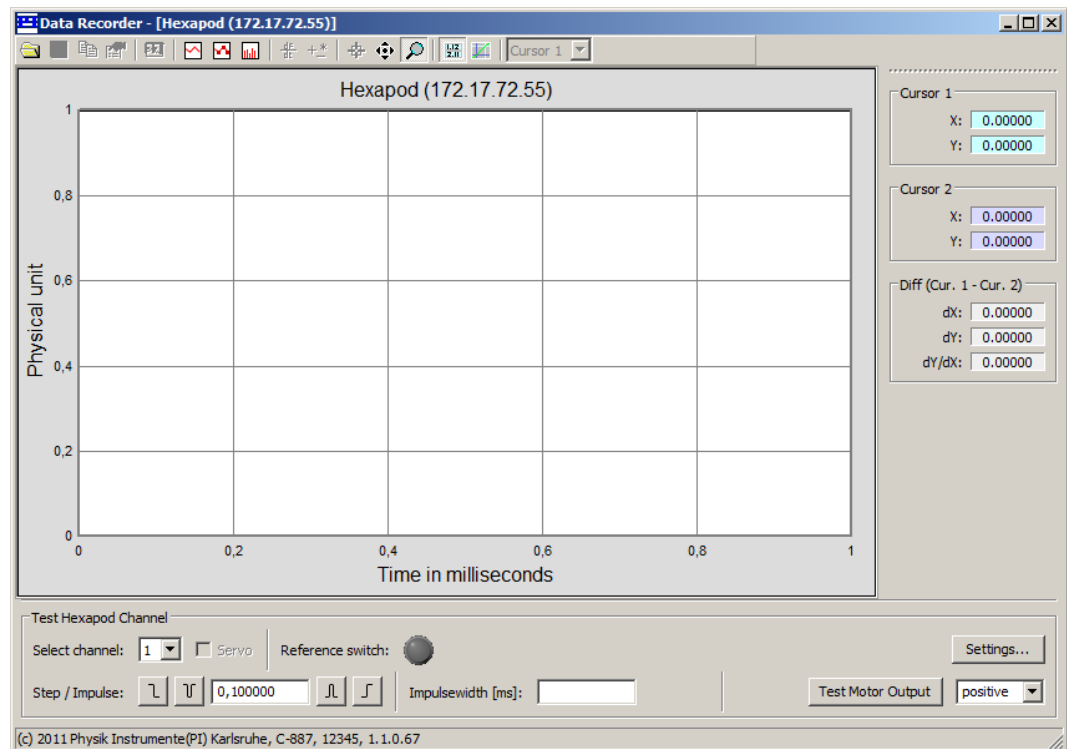 Data Recorder - [Hexapod (172.17.72.55)]
Cursor 1
Hexapod (172.17.72.55)
Physical unit
1
0,8
0,6
0,4
0,2
0
0
0,2
0,4
0,6
0,8
1
Time in milliseconds
Cursor 1
X: 0.00000
Y: 0.00000
Cursor 2
X: 0.00000
Y: 0.00000
Diff (Cur. 1 - Cur. 2)
dX: 0.00000
dY: 0.00000
dY/dX: 0.00000
Test Hexapod Channel
Select channel: 1 Servo Reference switch: Settings...
Step / Impulse: 0,100000 Impulsewidth [ms]: Test Motor Output positive
(c) 2011 Physik Instrumente(PI) Karlsruhe, C-887, 12345, 1.1.0.67